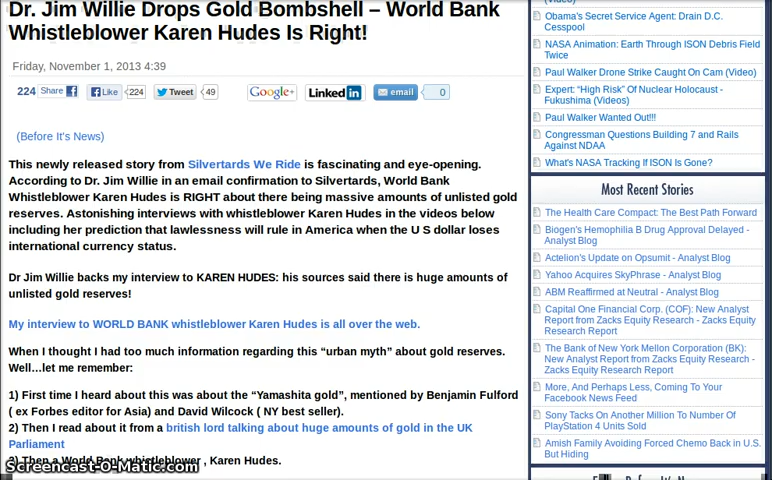 Dr. Jim Willie Drops Gold Bombshell – World Bank
Whistleblower Karen Hudes Is Right!
Friday, November 1, 2013 4:39
224 Share Like 224 Tweet 49 Google+ Linked in email 0
(Before It's News)
This newly released story from Silvertards We Ride is fascinating and eye-opening.
According to Dr. Jim Willie in an email confirmation to Silvertards, World Bank
Whistleblower Karen Hudes is RIGHT about there being massive amounts of unlisted gold
reserves. Astonishing interviews with whistleblower Karen Hudes in the videos below
including her prediction that lawlessness will rule in America when the U S dollar loses
international currency status.
Dr Jim Willie backs my interview to KAREN HUDES: his sources said there is huge amounts of
unlisted gold reserves!
My interview to WORLD BANK whistleblower Karen Hudes is all over the web.
When I thought I had too much information regarding this “urban myth” about gold reserves.
Well…let me remember:
1) First time I heard about this was about the “Yamashita gold”, mentioned by Benjamin Fulford
( ex Forbes editor for Asia) and David Wilcock ( NY best seller).
2) Then I read about it from a british lord talking about huge amounts of gold in the UK
Parliament
3) Then a World Bank whistleblower , Karen Hudes.
Screencast-O-Matic.com
(Video)
Obama's Secret Service Agent: Drain D.C.
Cesspool
NASA Animation: Earth Through ISON Debris Field
Twice
Paul Walker Drone Strike Caught On Cam (Video)
Expert: “High Risk” Of Nuclear Holocaust -
Fukushima (Videos)
Paul Walker Wanted Out!!!
Congressman Questions Building 7 and Rails
Against NDAA
What's NASA Tracking If ISON Is Gone?
Most Recent Stories
The Health Care Compact: The Best Path Forward
Biogen's Hemophilia B Drug Approval Delayed -
Analyst Blog
Actelion's Update on Opsumit - Analyst Blog
Yahoo Acquires SkyPhrase - Analyst Blog
ABM Reaffirmed at Neutral - Analyst Blog
Capital One Financial Corp. (COF): New Analyst
Report from Zacks Equity Research - Zacks Equity
Research Report
The Bank of New York Mellon Corporation (BK):
New Analyst Report from Zacks Equity Research -
Zacks Equity Research Report
More, And Perhaps Less, Coming To Your
Facebook News Feed
Sony Tacks On Another Million To Number Of
PlayStation 4 Units Sold
Amish Family Avoiding Forced Chemo Back in U.S.
But Hiding